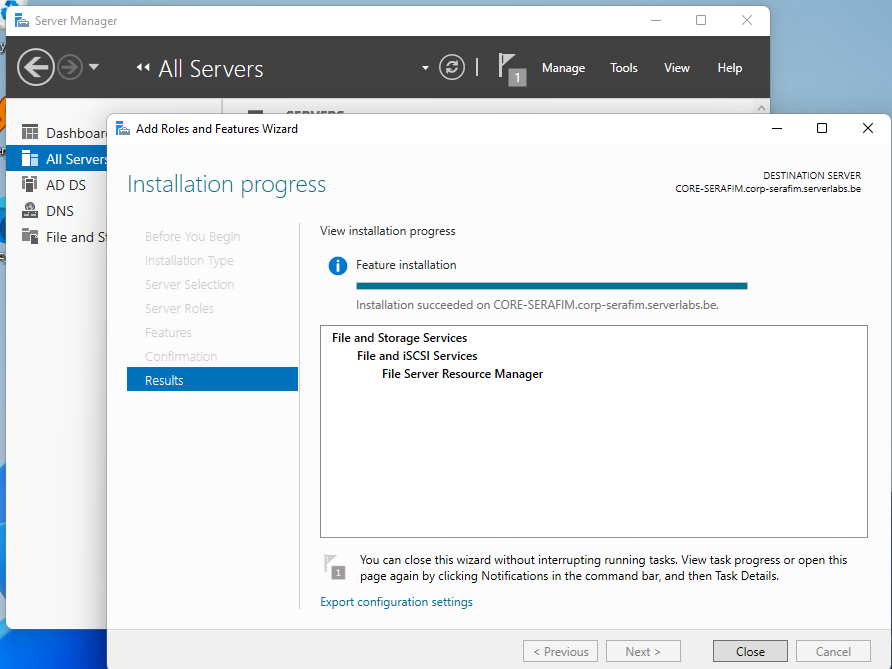 Server Manager
All Servers
1
Manage
Tools
View
Help
Dashboar
All Servers
AD DS
DNS
File and St
SERVERS
Add Roles and Features Wizard
Installation progress
DESTINATION SERVER
CORE-SERAFIM.corp-serafim.serverlabs.be
Before You Begin
Installation Type
Server Selection
Server Roles
Features
Confirmation
Results
View installation progress
Feature installation
Installation succeeded on CORE-SERAFIM.corp-serafim.serverlabs.be.
File and Storage Services
File and iSCSI Services
File Server Resource Manager
1
You can close this wizard without interrupting running tasks. View task progress or open this
page again by clicking Notifications in the command bar, and then Task Details.
Export configuration settings
< Previous
Next >
Close
Cancel